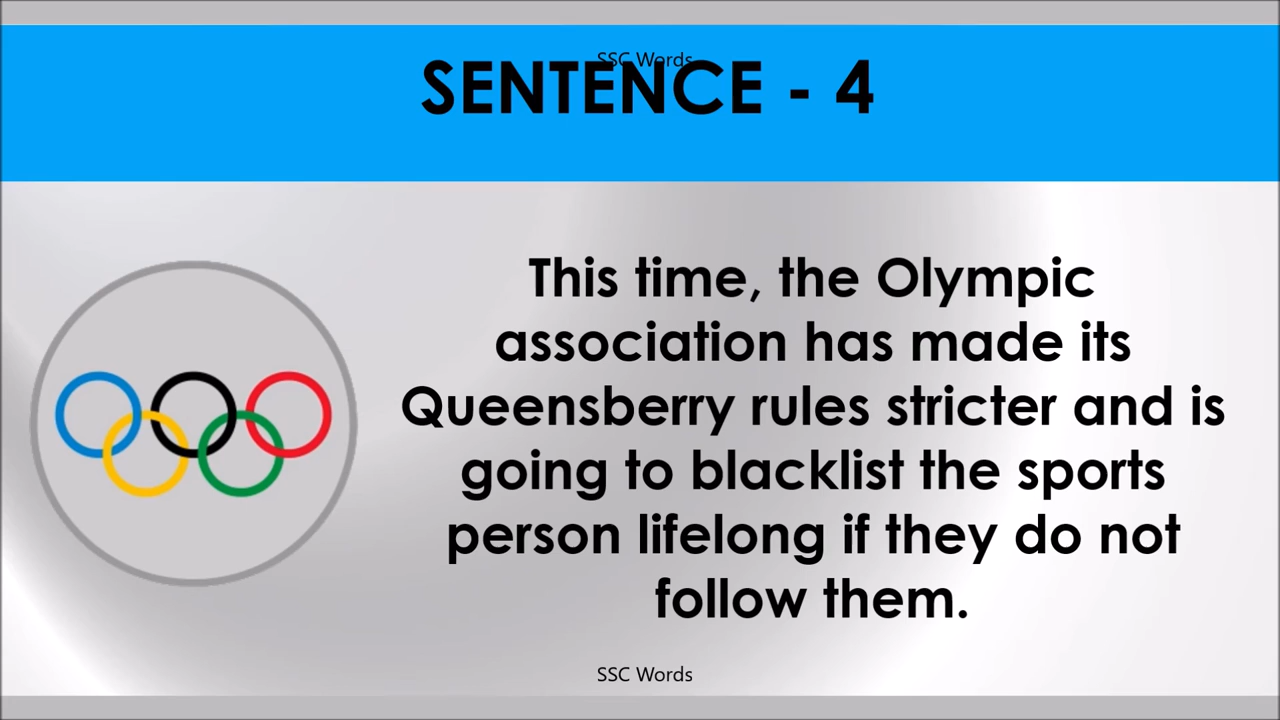 SSC Words
SENTENCE - 4
This time, the Olympic
association has made its
Queensberry rules stricter and is
going to blacklist the sports
person lifelong if they do not
follow them.
SSC Words